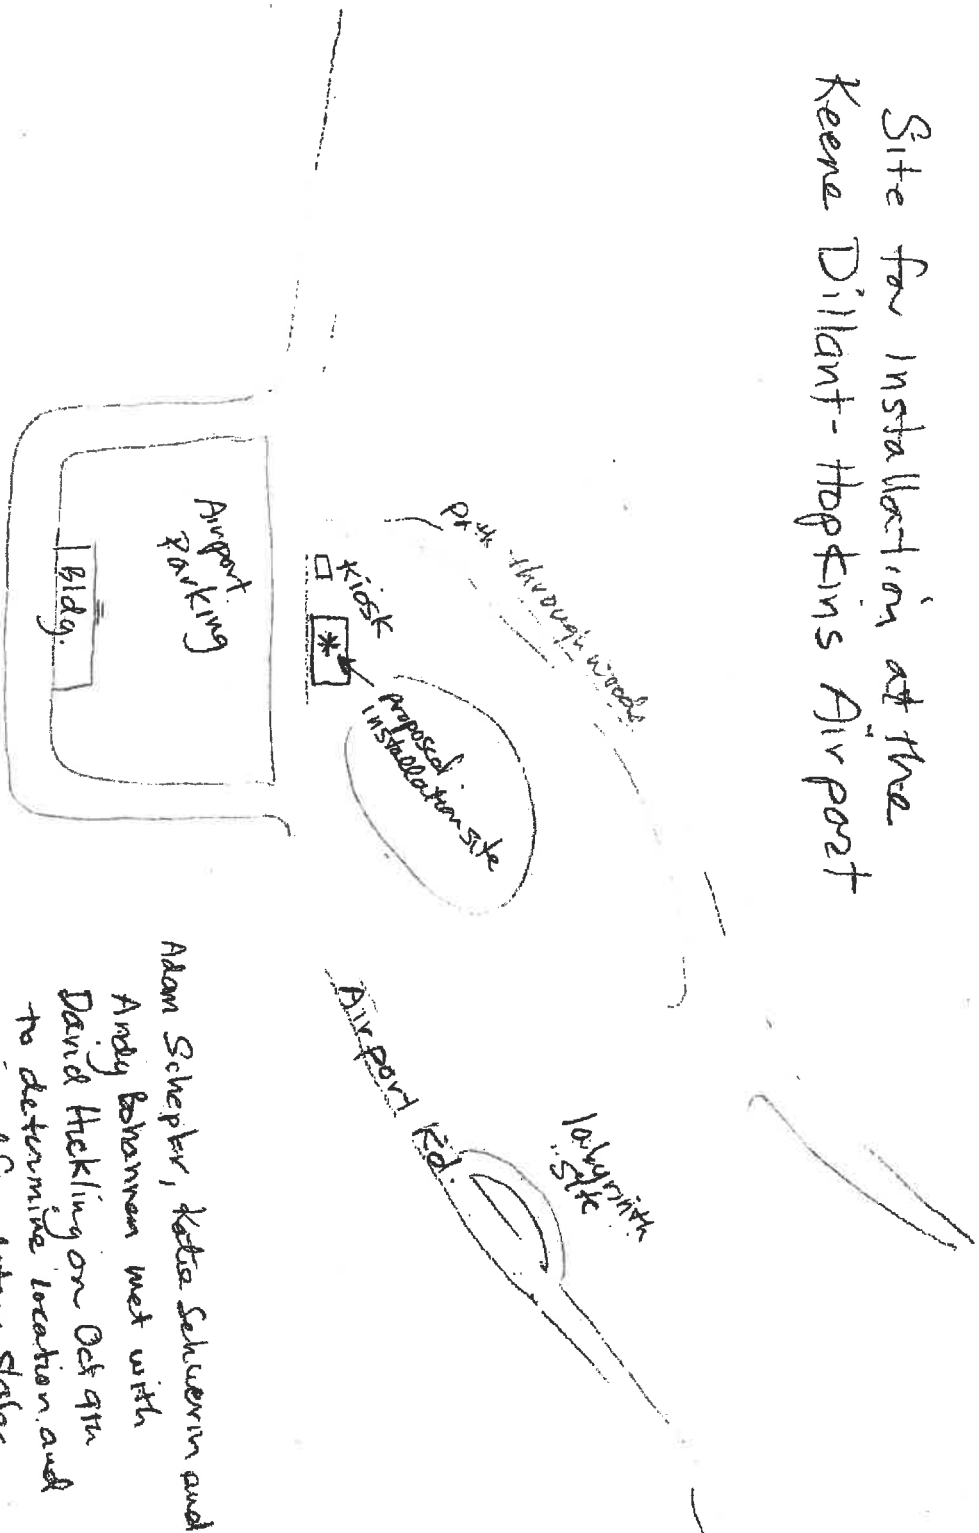 Site for Installation at the
Keene Dillant-Hopkins Airport
Path through woods
Kiosk
*
proposed
installation site
Airport
Parking
Bldg.
labyrinth
site
Airport Rd.
Adam Schepker, Katie Schwerin and
Andy Bohannon met with
David Hickling on Oct 9th
to determine location and